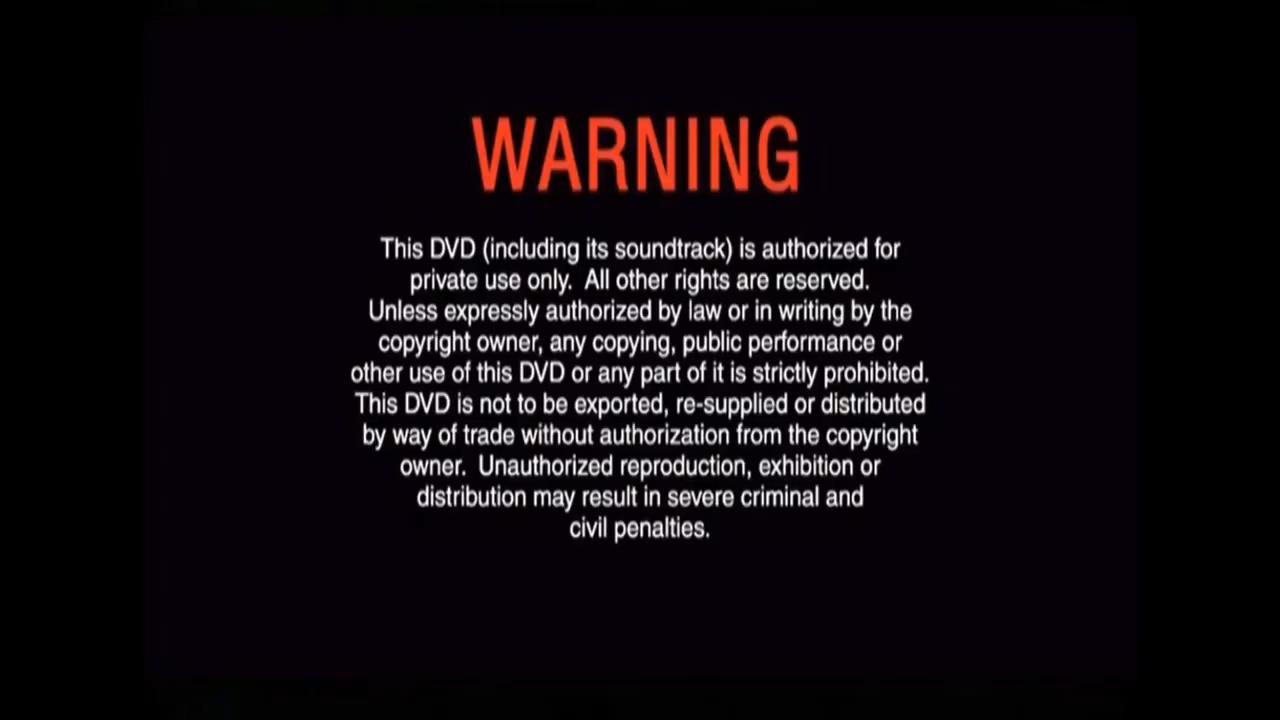 WARNING
This DVD (including its soundtrack) is authorized for
private use only.  All other rights are reserved.
Unless expressly authorized by law or in writing by the
copyright owner, any copying, public performance or
other use of this DVD or any part of it is strictly prohibited.
This DVD is not to be exported, re-supplied or distributed
by way of trade without authorization from the copyright
owner.  Unauthorized reproduction, exhibition or
distribution may result in severe criminal and
civil penalties.